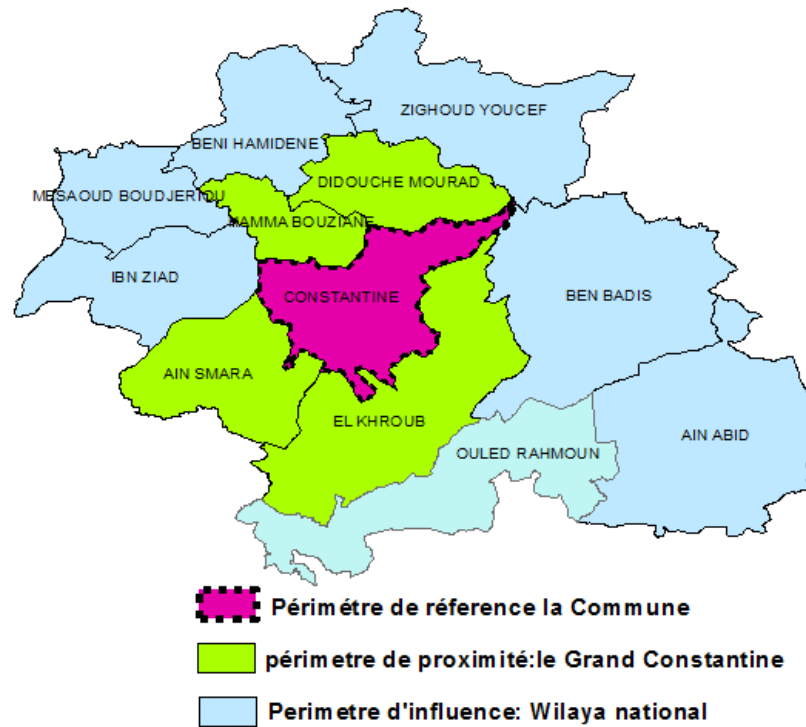 ZIGHOUD YOUCEF
BENI HAMIDENE
DIDOUCHE MOURAD
MESAOUD BOUDJERIOU
HAMMA BOUZIANE
IBN ZIAD
CONSTANTINE
BEN BADIS
AIN SMARA
EL KHROUB
AIN ABID
OULED RAHMOUN
Périmétre de réference la Commune
périmetre de proximité:le Grand Constantine
Perimetre d'influence: Wilaya national